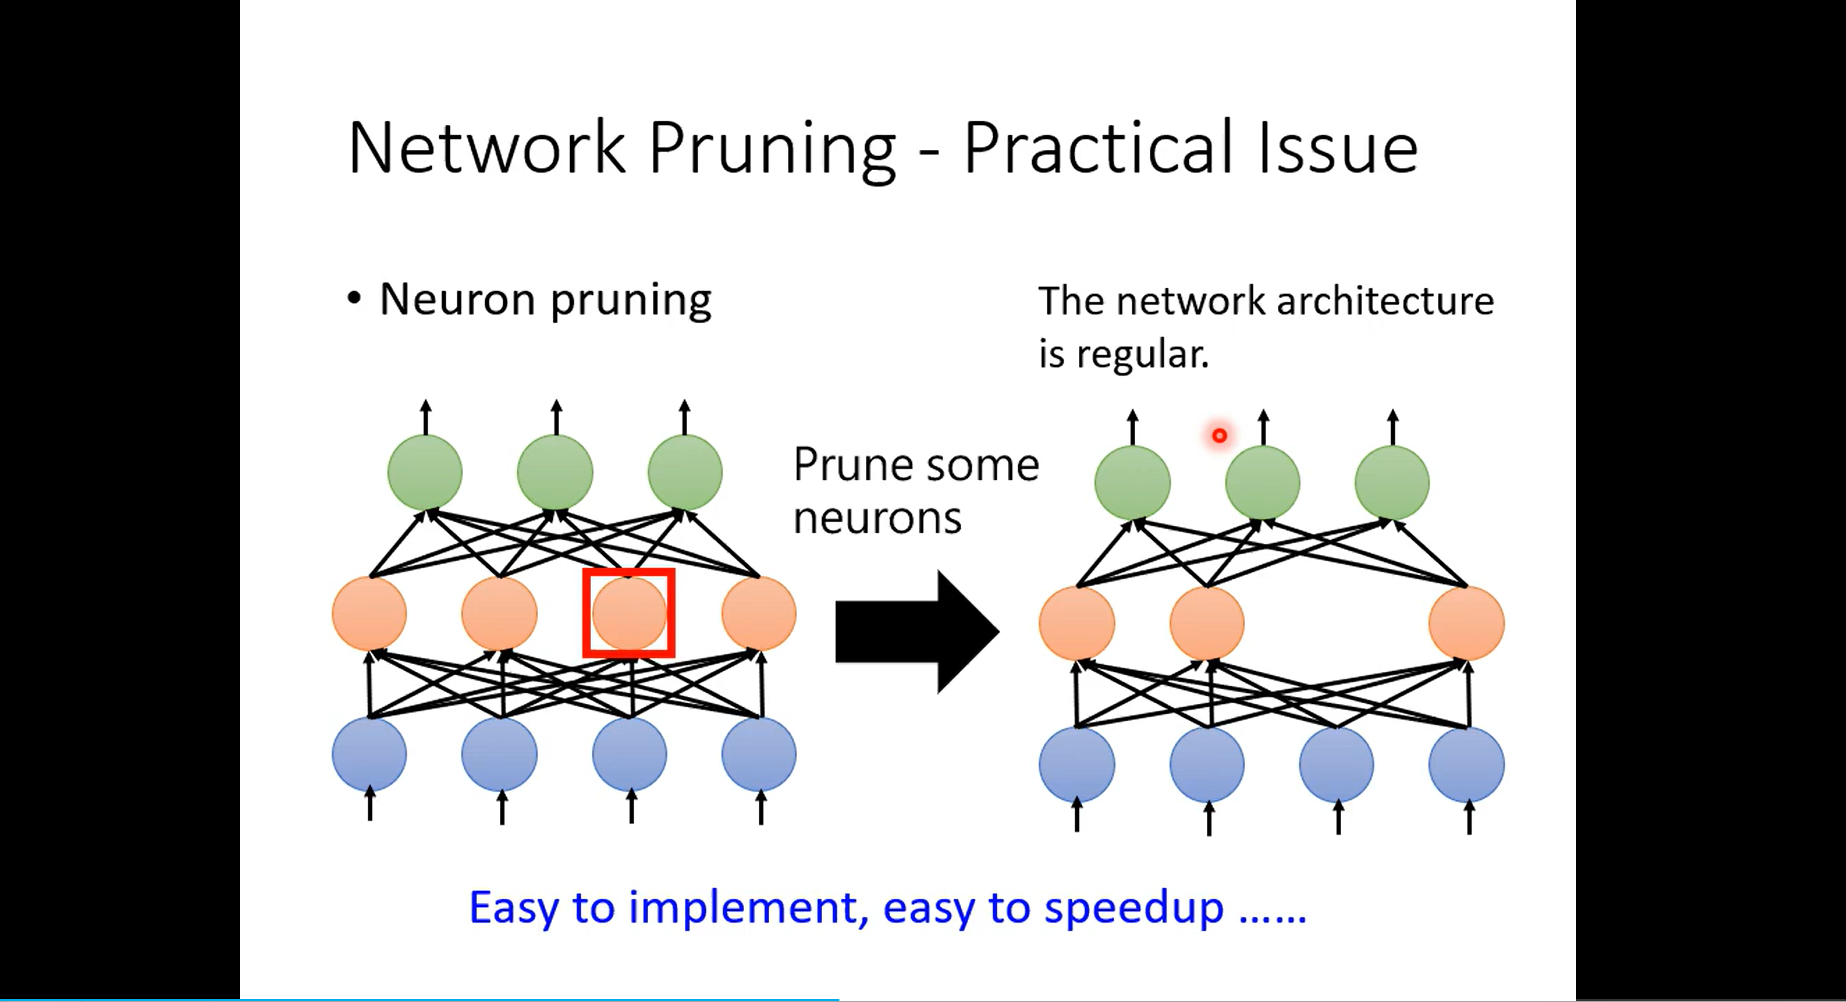 Network Pruning - Practical Issue
• Neuron pruning
The network architecture
is regular.
Prune some
neurons
Easy to implement, easy to speedup ……